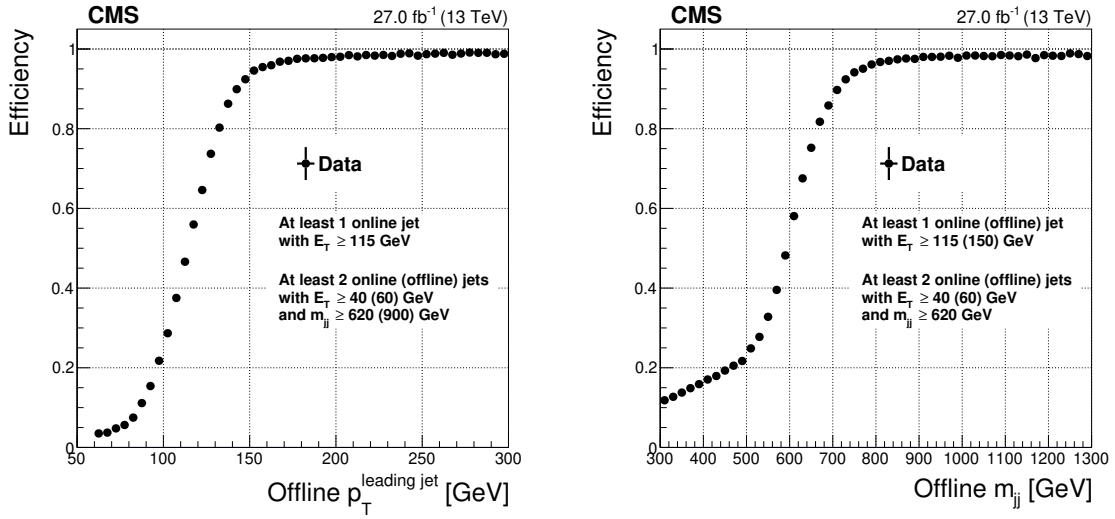 CMS 27.0 fb⁻¹ (13 TeV)
Efficiency
1
0.8
0.6
0.4
0.2
0
Data
At least 1 online jet
with E_T ≥ 115 GeV
At least 2 online (offline) jets
with E_T ≥ 40 (60) GeV
and m_jj ≥ 620 (900) GeV
50 100 150 200 250 300
Offline p_T^leading jet [GeV]
CMS 27.0 fb⁻¹ (13 TeV)
Efficiency
1
0.8
0.6
0.4
0.2
0
Data
At least 1 online (offline) jet
with E_T ≥ 115 (150) GeV
At least 2 online (offline) jets
with E_T ≥ 40 (60) GeV
and m_jj ≥ 620 GeV
300 400 500 600 700 800 900 1000 1100 1200 1300
Offline m_jj [GeV]